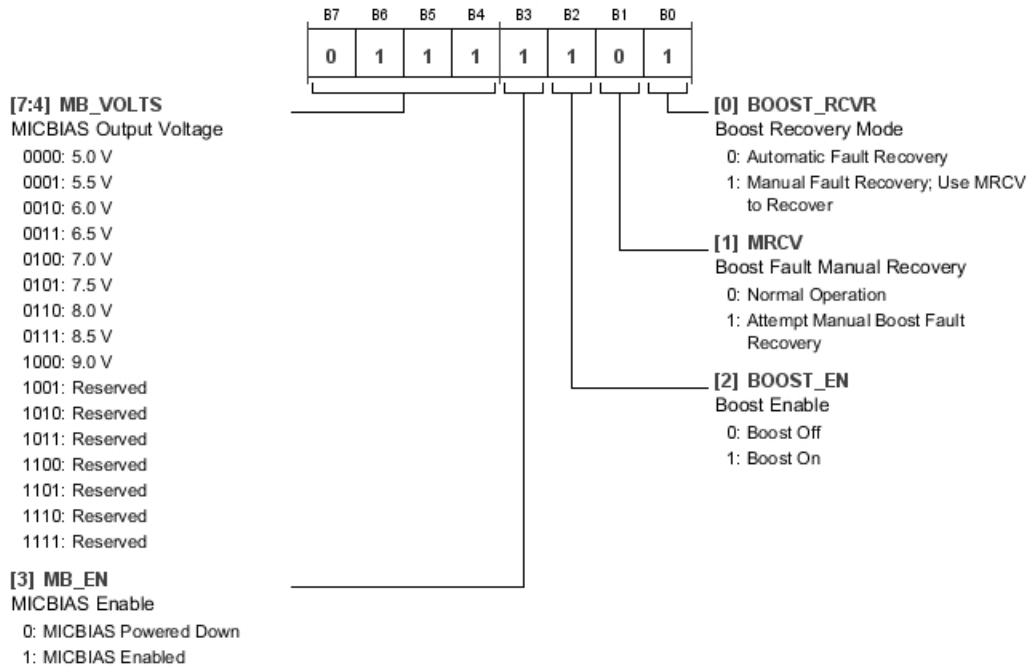 B7 B6 B5 B4 B3 B2 B1 B0
0 1 1 1 1 1 0 1
[7:4] MB_VOLTS
MICBIAS Output Voltage
0000: 5.0 V
0001: 5.5 V
0010: 6.0 V
0011: 6.5 V
0100: 7.0 V
0101: 7.5 V
0110: 8.0 V
0111: 8.5 V
1000: 9.0 V
1001: Reserved
1010: Reserved
1011: Reserved
1100: Reserved
1101: Reserved
1110: Reserved
1111: Reserved
[3] MB_EN
MICBIAS Enable
0: MICBIAS Powered Down
1: MICBIAS Enabled
[0] BOOST_RCVR
Boost Recovery Mode
0: Automatic Fault Recovery
1: Manual Fault Recovery; Use MRCV
to Recover
[1] MRCV
Boost Fault Manual Recovery
0: Normal Operation
1: Attempt Manual Boost Fault
Recovery
[2] BOOST_EN
Boost Enable
0: Boost Off
1: Boost On